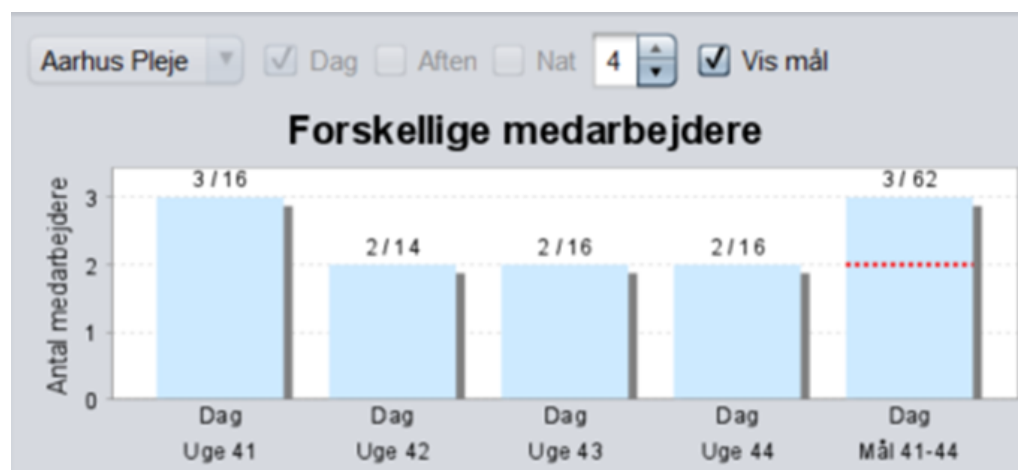 Aarhus Pleje Dag Aften Nat 4 Vis mål
Forskellige medarbejdere
Antal medarbejdere
3
2
1
0
3 / 16
2 / 14
2 / 16
2 / 16
3 / 62
Dag Dag Dag Dag Dag
Uge 41 Uge 42 Uge 43 Uge 44 Mål 41-44